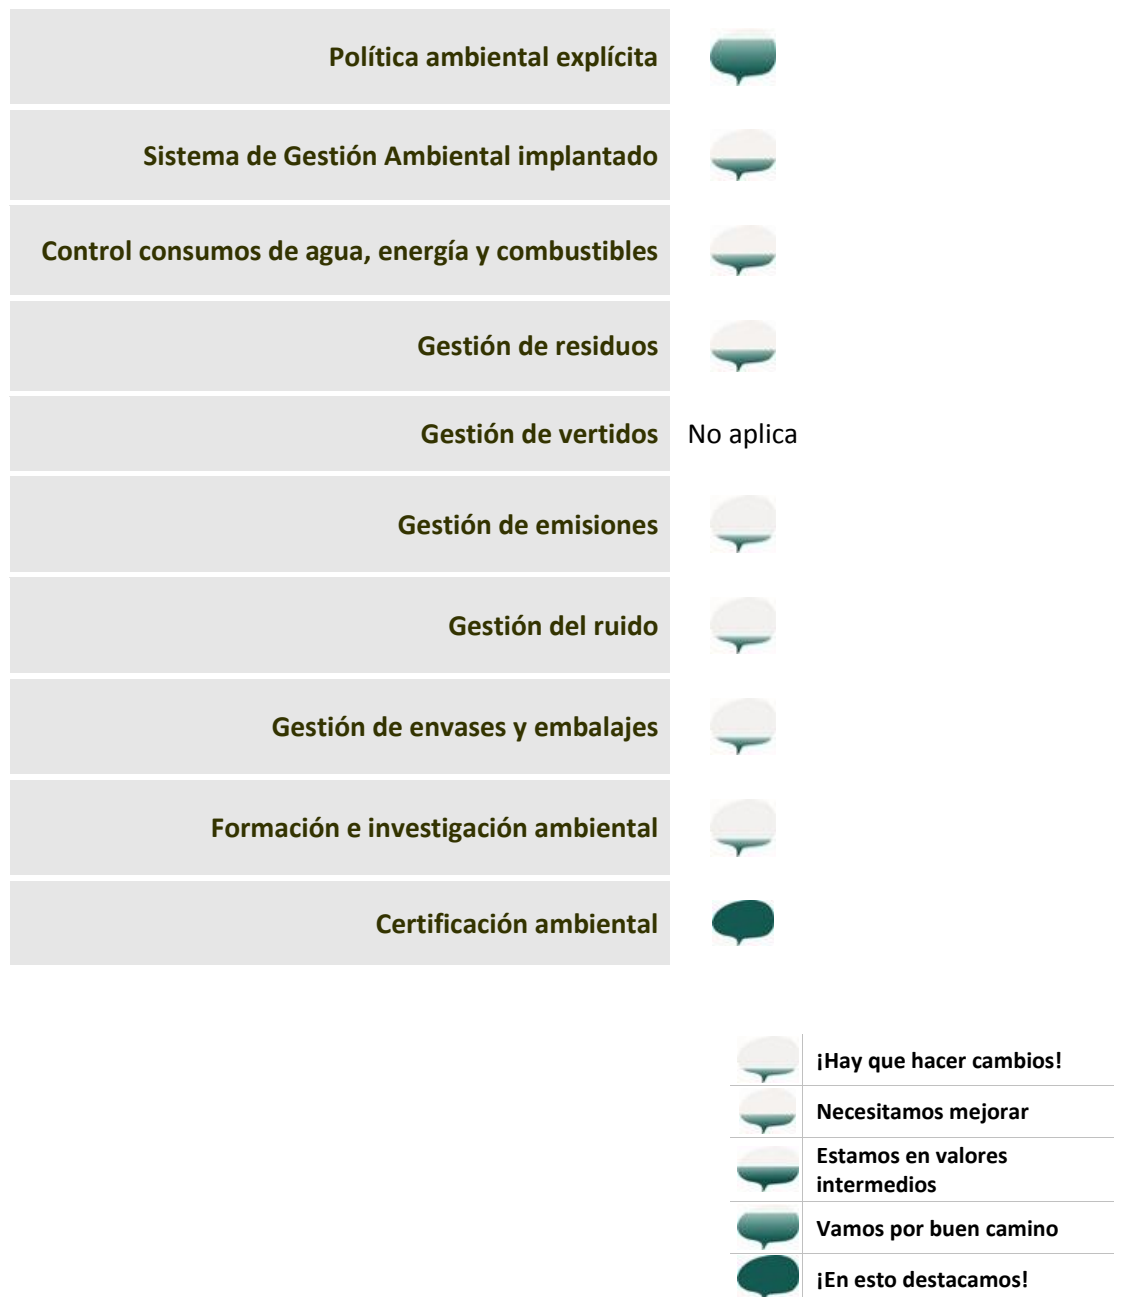 Política ambiental explícita
Sistema de Gestión Ambiental implantado
Control consumos de agua, energía y combustibles
Gestión de residuos
Gestión de vertidos No aplica
Gestión de emisiones
Gestión del ruido
Gestión de envases y embalajes
Formación e investigación ambiental
Certificación ambiental
¡Hay que hacer cambios!
Necesitamos mejorar
Estamos en valores
intermedios
Vamos por buen camino
¡En esto destacamos!